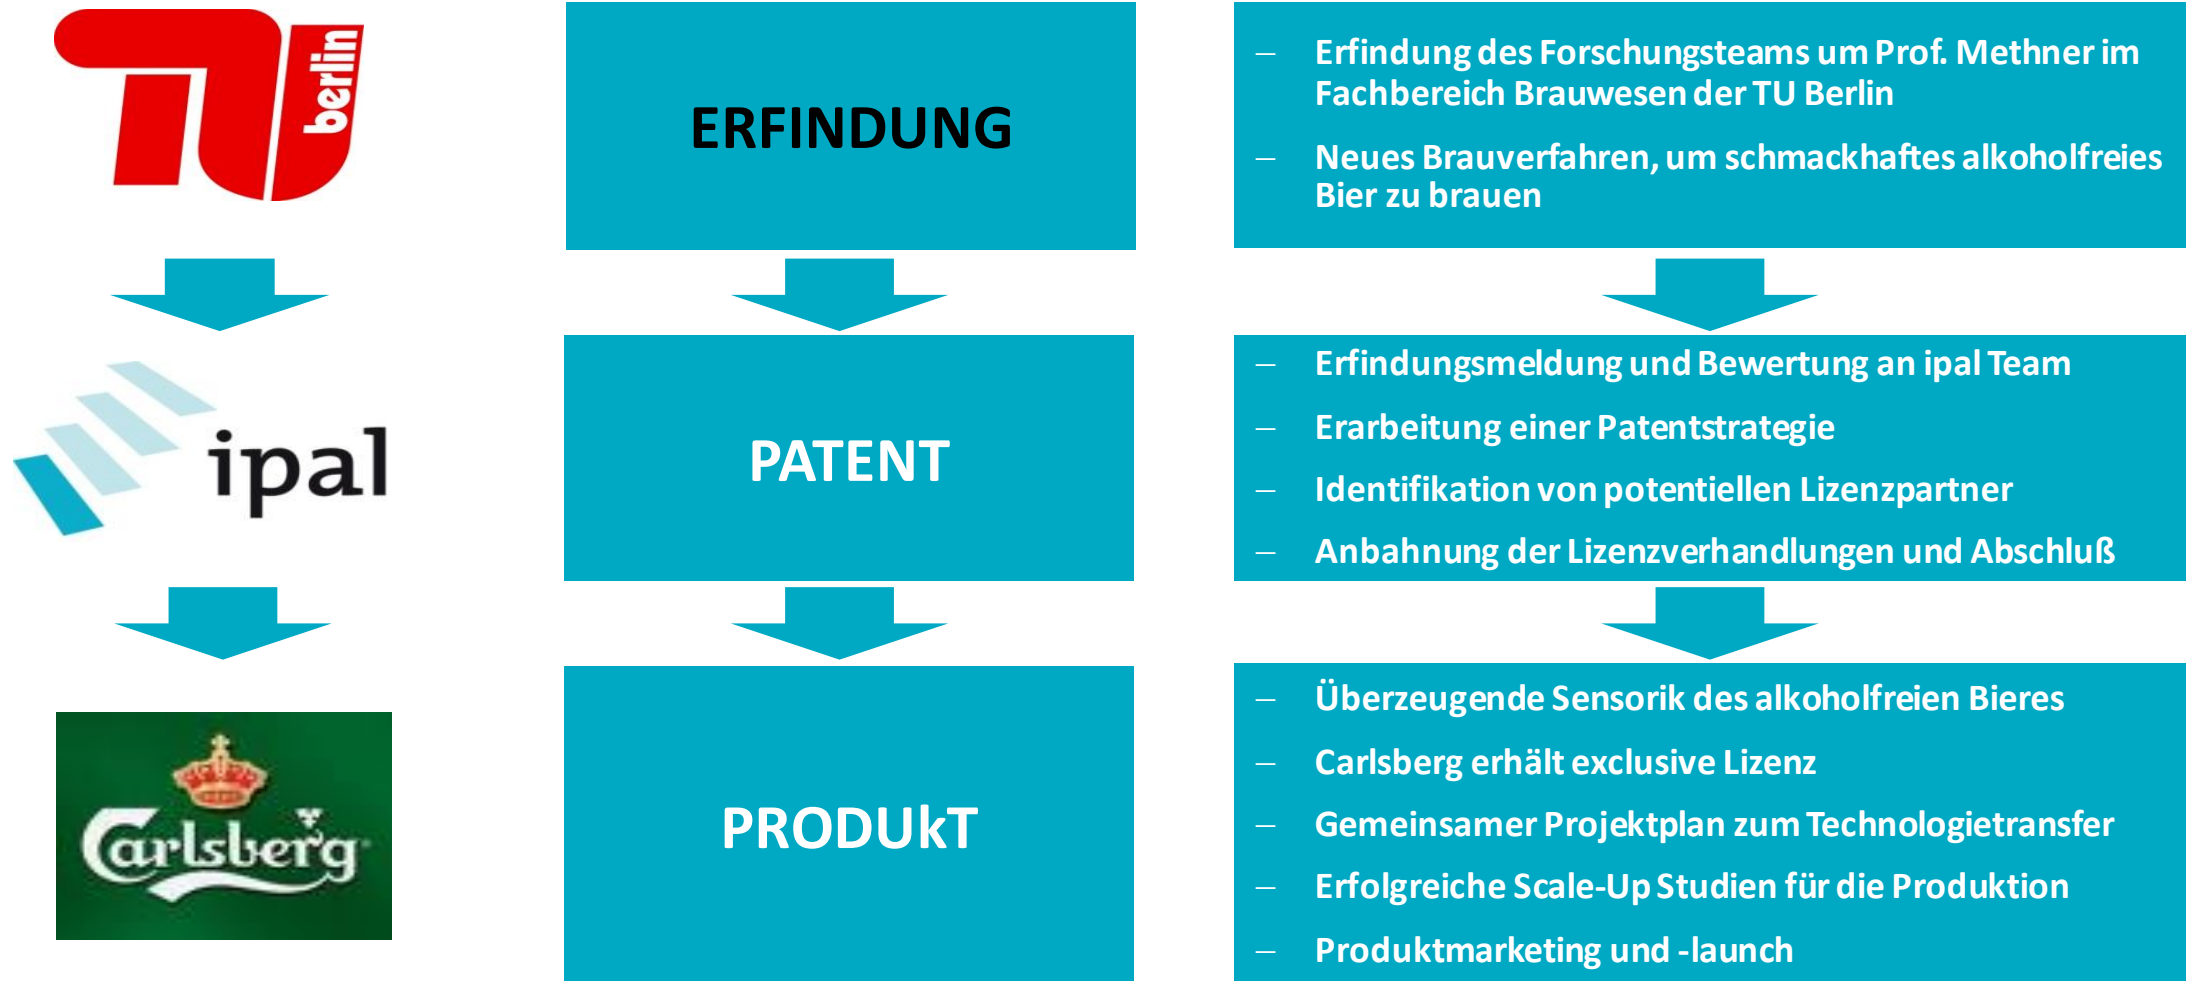 TU berlin
ERFINDUNG
– Erfindung des Forschungsteams um Prof. Methner im
Fachbereich Brauwesen der TU Berlin
– Neues Brauverfahren, um schmackhaftes alkoholfreies
Bier zu brauen
ipal
PATENT
– Erfindungsmeldung und Bewertung an ipal Team
– Erarbeitung einer Patentstrategie
– Identifikation von potentiellen Lizenzpartner
– Anbahnung der Lizenzverhandlungen und Abschluß
Carlsberg
PRODUkT
– Überzeugende Sensorik des alkoholfreien Bieres
– Carlsberg erhält exclusive Lizenz
– Gemeinsamer Projektplan zum Technologietransfer
– Erfolgreiche Scale-Up Studien für die Produktion
– Produktmarketing und -launch